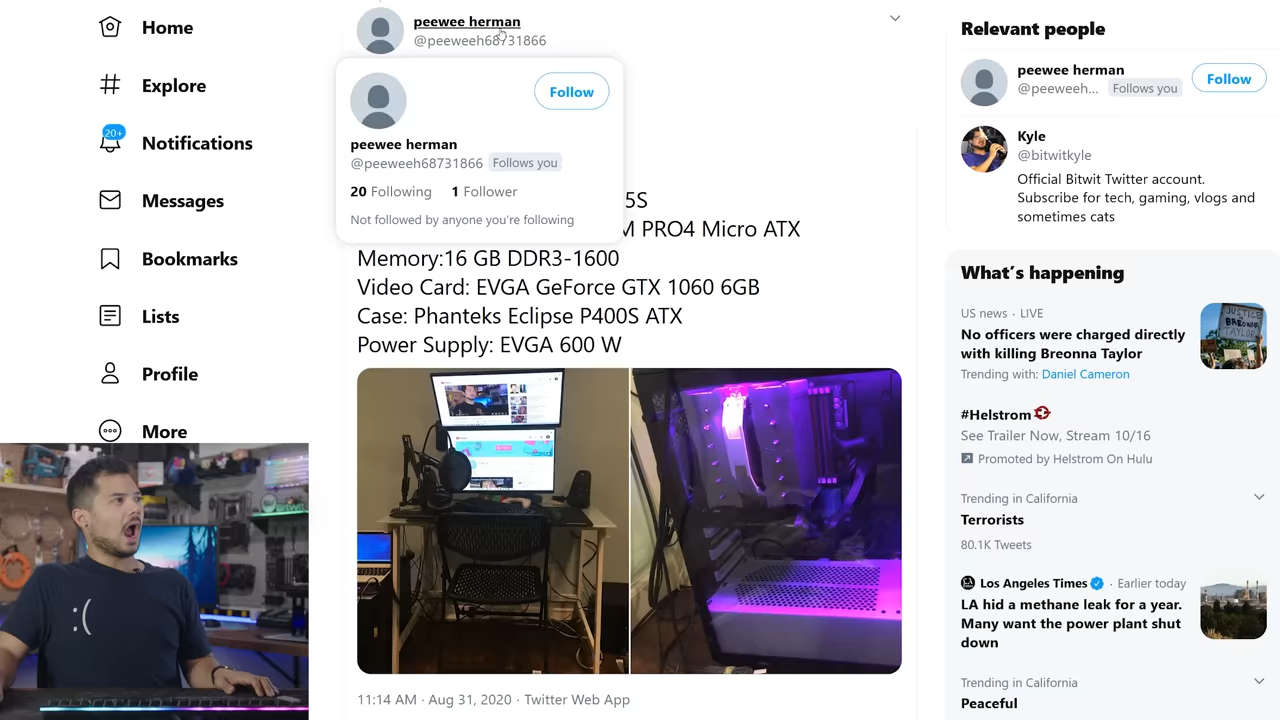 Home
Explore
20+
Notifications
Messages
Bookmarks
Lists
Profile
More
:(
peewee herman
@peeweeh68731866
Follow
peewee herman
@peeweeh68731866 Follows you
20 Following 1 Follower
Not followed by anyone you're following
5S
M PRO4 Micro ATX
Memory:16 GB DDR3-1600
Video Card: EVGA GeForce GTX 1060 6GB
Case: Phanteks Eclipse P400S ATX
Power Supply: EVGA 600 W
11:14 AM · Aug 31, 2020 · Twitter Web App
Relevant people
peewee herman
@peeweeh... Follows you
Follow
Kyle
@bitwitkyle
Official Bitwit Twitter account.
Subscribe for tech, gaming, vlogs and
sometimes cats
What's happening
US news · LIVE
No officers were charged directly
with killing Breonna Taylor
Trending with: Daniel Cameron
JUSTICE
BREONNA
TAYLOR
#Helstrom
See Trailer Now, Stream 10/16
Promoted by Helstrom On Hulu
Trending in California
Terrorists
80.1K Tweets
Los Angeles Times · Earlier today
LA hid a methane leak for a year.
Many want the power plant shut
down
Trending in California
Peaceful